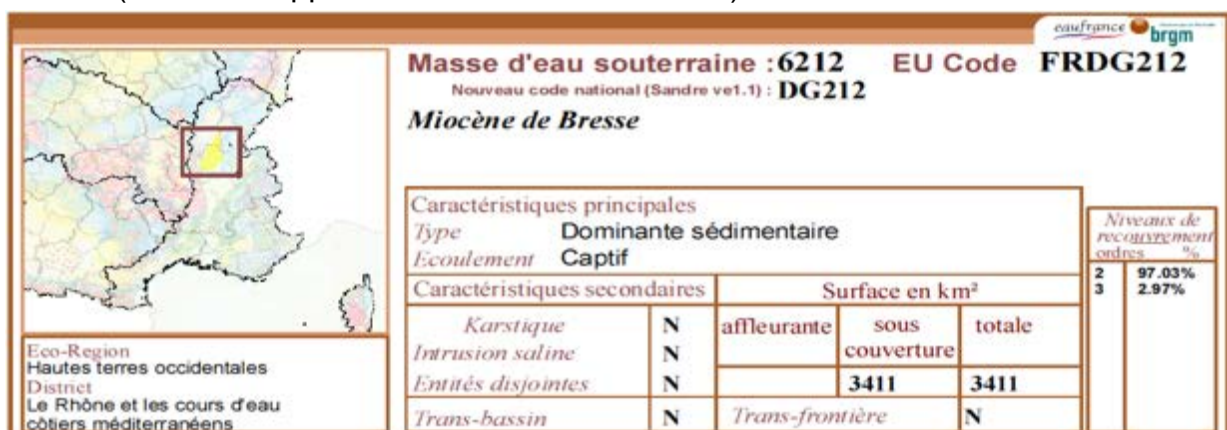 eaufrance brgm
Masse d'eau souterraine :6212 EU Code FRDG212
Nouveau code national (Sandre ve1.1) : DG212
Miocène de Bresse
Caractéristiques principales
Type Dominante sédimentaire
Ecoulement Captif
Caractéristiques secondaires Surface en km²
Karstique N affleurante sous couverture totale
Intrusion saline N
Entités disjointes N 3411 3411
Trans-bassin N Trans-frontière N
Niveaux de
recouvrement
ordres %
2 97.03%
3 2.97%
Eco-Region
Hautes terres occidentales
District
Le Rhône et les cours d'eau
côtiers méditerranéens